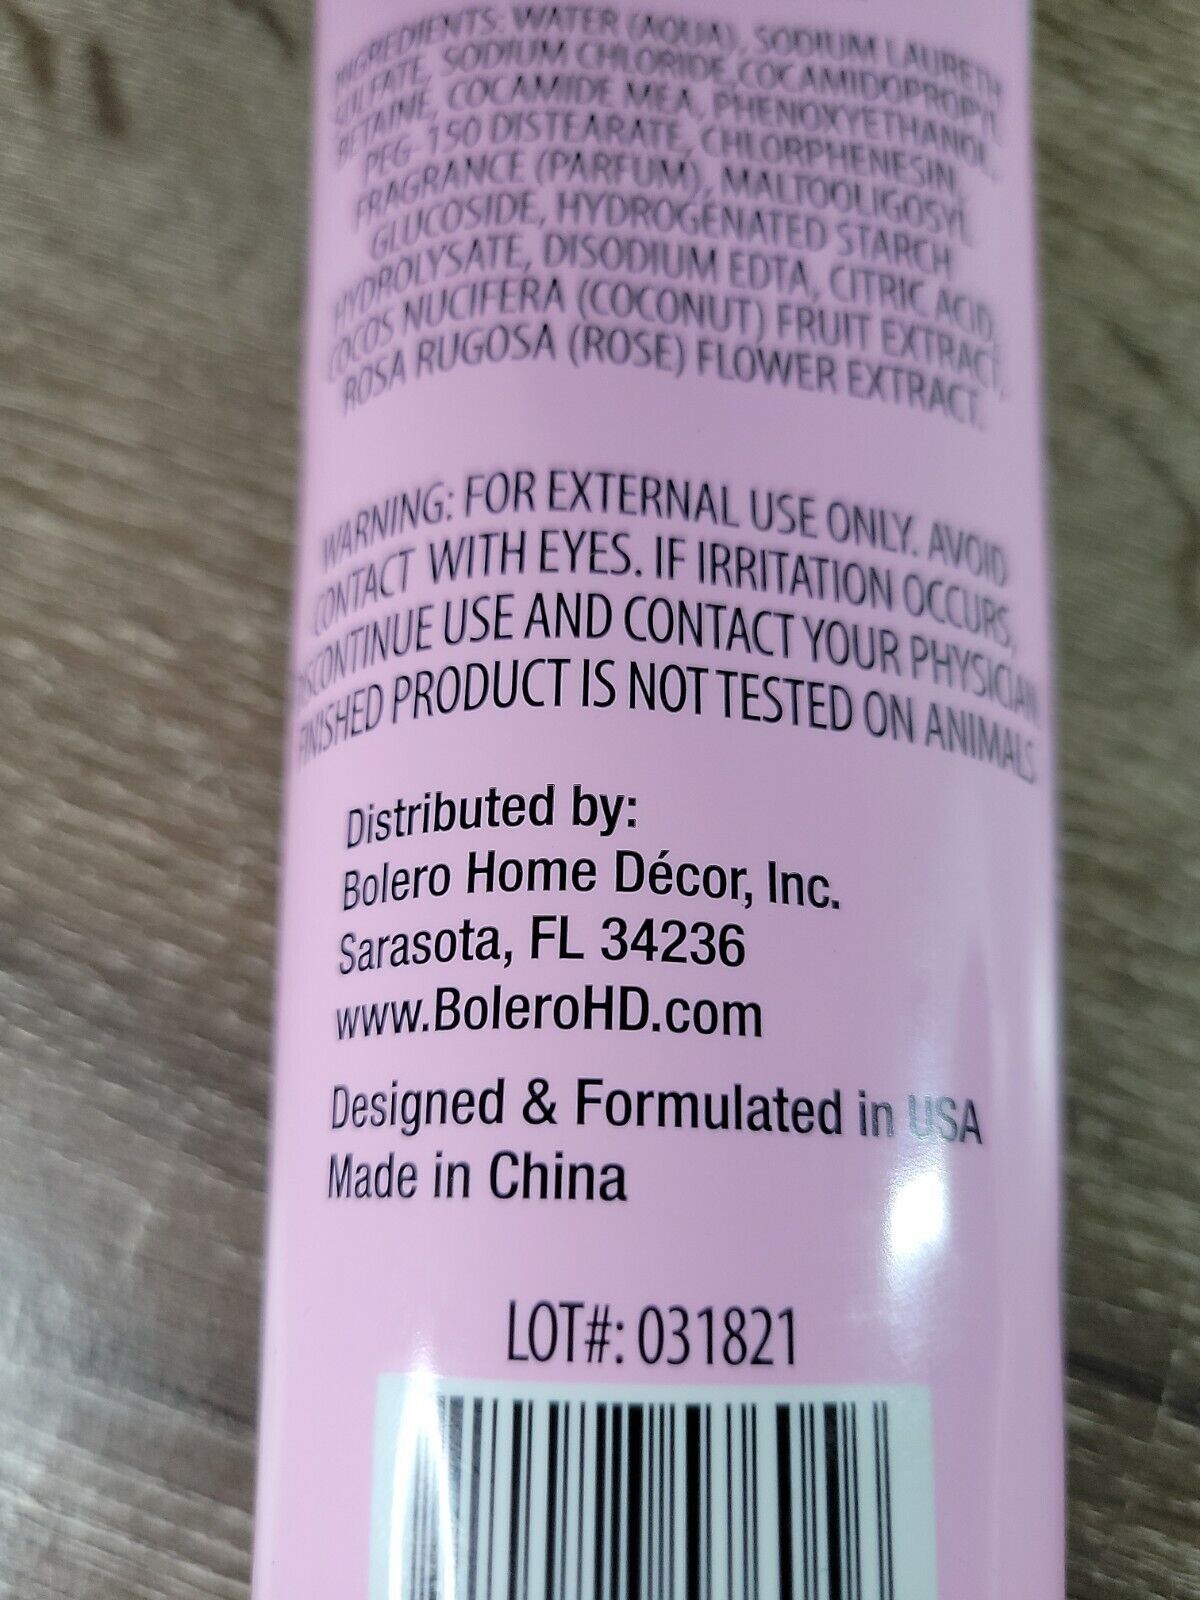 INGREDIENTS: WATER (AQUA), SODIUM LAURETH
SULFATE, SODIUM CHLORIDE, COCAMIDOPROPYL
BETAINE, COCAMIDE MEA, PHENOXYETHANOL,
PEG-150 DISTEARATE, CHLORPHENESIN,
FRAGRANCE (PARFUM), MALTOOLIGOSYL
GLUCOSIDE, HYDROGENATED STARCH
HYDROLYSATE, DISODIUM EDTA, CITRIC ACID,
COCOS NUCIFERA (COCONUT) FRUIT EXTRACT,
ROSA RUGOSA (ROSE) FLOWER EXTRACT.
WARNING: FOR EXTERNAL USE ONLY. AVOID
CONTACT WITH EYES. IF IRRITATION OCCURS,
DISCONTINUE USE AND CONTACT YOUR PHYSICIAN
FINISHED PRODUCT IS NOT TESTED ON ANIMALS.
Distributed by:
Bolero Home Décor, Inc.
Sarasota, FL 34236
www.BoleroHD.com
Designed & Formulated in USA
Made in China
LOT#: 031821